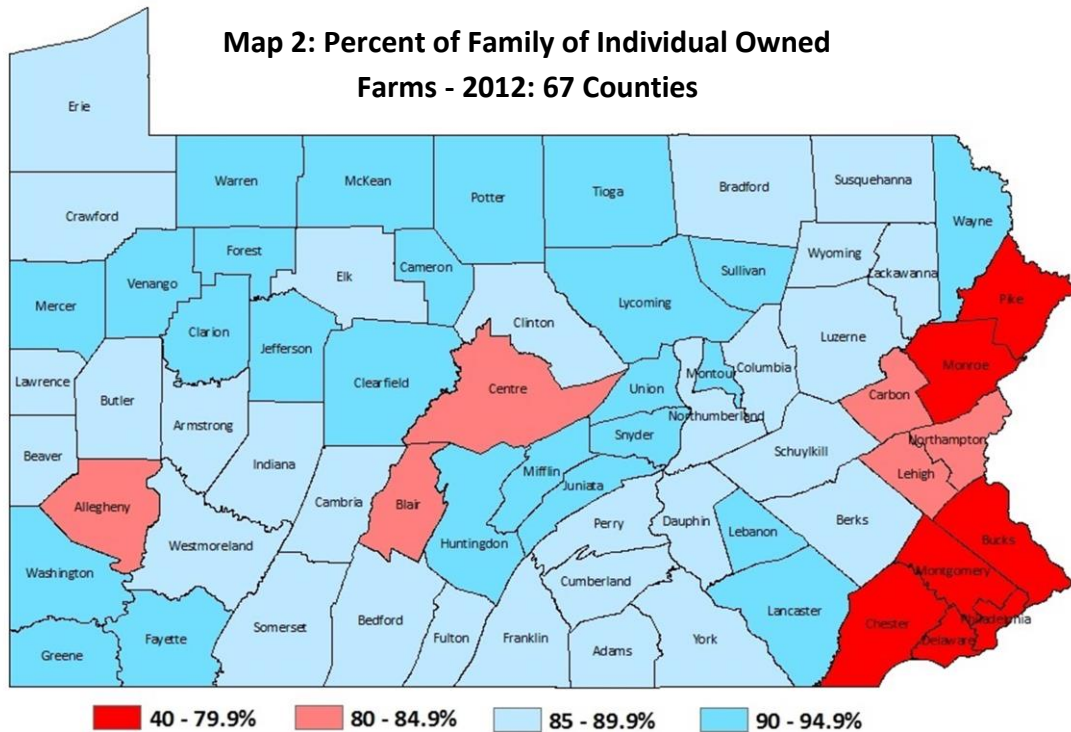 Map 2: Percent of Family of Individual Owned
Farms - 2012: 67 Counties
Erie
Warren
McKean
Potter
Tioga
Bradford
Susquehanna
Crawford
Wayne
Forest
Wyoming
Lackawanna
Venango
Elk
Cameron
Sullivan
Mercer
Lycoming
Pike
Clarion
Clinton
Luzerne
Jefferson
Monroe
Lawrence
Clearfield
Centre
Union
Montour
Columbia
Carbon
Butler
Armstrong
Northumberland
Northampton
Snyder
Beaver
Indiana
Mifflin
Schuylkill
Lehigh
Juniata
Allegheny
Cambria
Blair
Perry
Dauphin
Lebanon
Berks
Bucks
Westmoreland
Huntingdon
Washington
Cumberland
Montgomery
Lancaster
Philadelphia
Somerset
Bedford
Chester
Greene
Fayette
Fulton
Franklin
Adams
York
Delaware
40 - 79.9%
80 - 84.9%
85 - 89.9%
90 - 94.9%